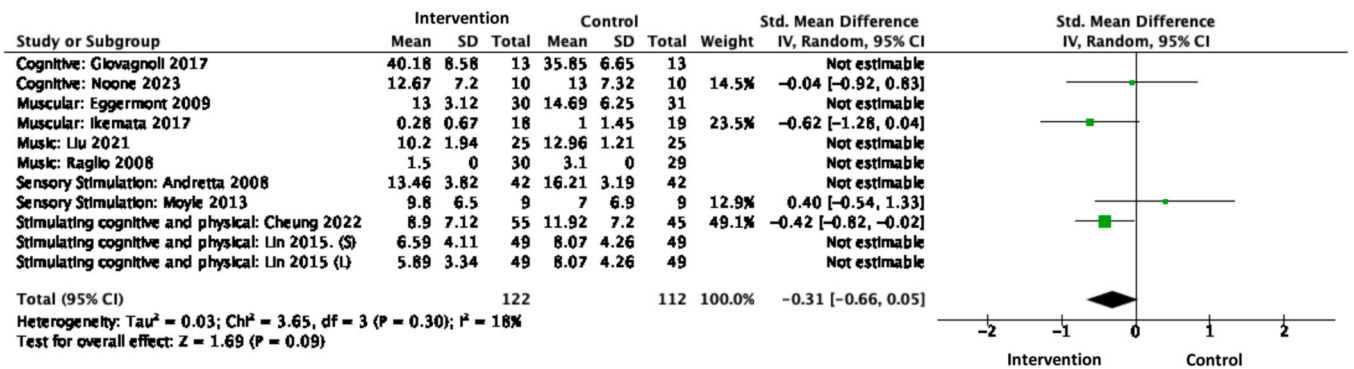 Intervention Control Std. Mean Difference Std. Mean Difference
Study or Subgroup Mean SD Total Mean SD Total Weight IV, Random, 95% CI IV, Random, 95% CI
Cognitive: Giovagnoli 2017 40.18 8.58 13 35.85 6.65 13 Not estimable
Cognitive: Noone 2023 12.67 7.2 10 13 7.32 10 14.5% −0.04 [−0.92, 0.83]
Muscular: Eggermont 2009 13 3.12 30 14.69 6.25 31 Not estimable
Muscular: Ikemata 2017 0.28 0.67 18 1 1.45 19 23.5% −0.62 [−1.28, 0.04]
Music: Liu 2021 10.2 1.94 25 12.96 1.21 25 Not estimable
Music: Raglio 2008 1.5 0 30 3.1 0 29 Not estimable
Sensory Stimulation: Andretta 2008 13.46 3.82 42 16.21 3.19 42 Not estimable
Sensory Stimulation: Moyle 2013 9.8 6.5 9 7 6.9 9 12.9% 0.40 [−0.54, 1.33]
Stimulating cognitive and physical: Cheung 2022 8.9 7.12 55 11.92 7.2 45 49.1% −0.42 [−0.82, −0.02]
Stimulating cognitive and physical: Lin 2015. (S) 6.59 4.11 49 8.07 4.26 49 Not estimable
Stimulating cognitive and physical: Lin 2015 (L) 5.89 3.34 49 8.07 4.26 49 Not estimable
Total (95% CI) 122 112 100.0% −0.31 [−0.66, 0.05]
Heterogeneity: Tau² = 0.03; Chi² = 3.65, df = 3 (P = 0.30); I² = 18%
Test for overall effect: Z = 1.69 (P = 0.09)
−2 −1 0 1 2
Intervention Control